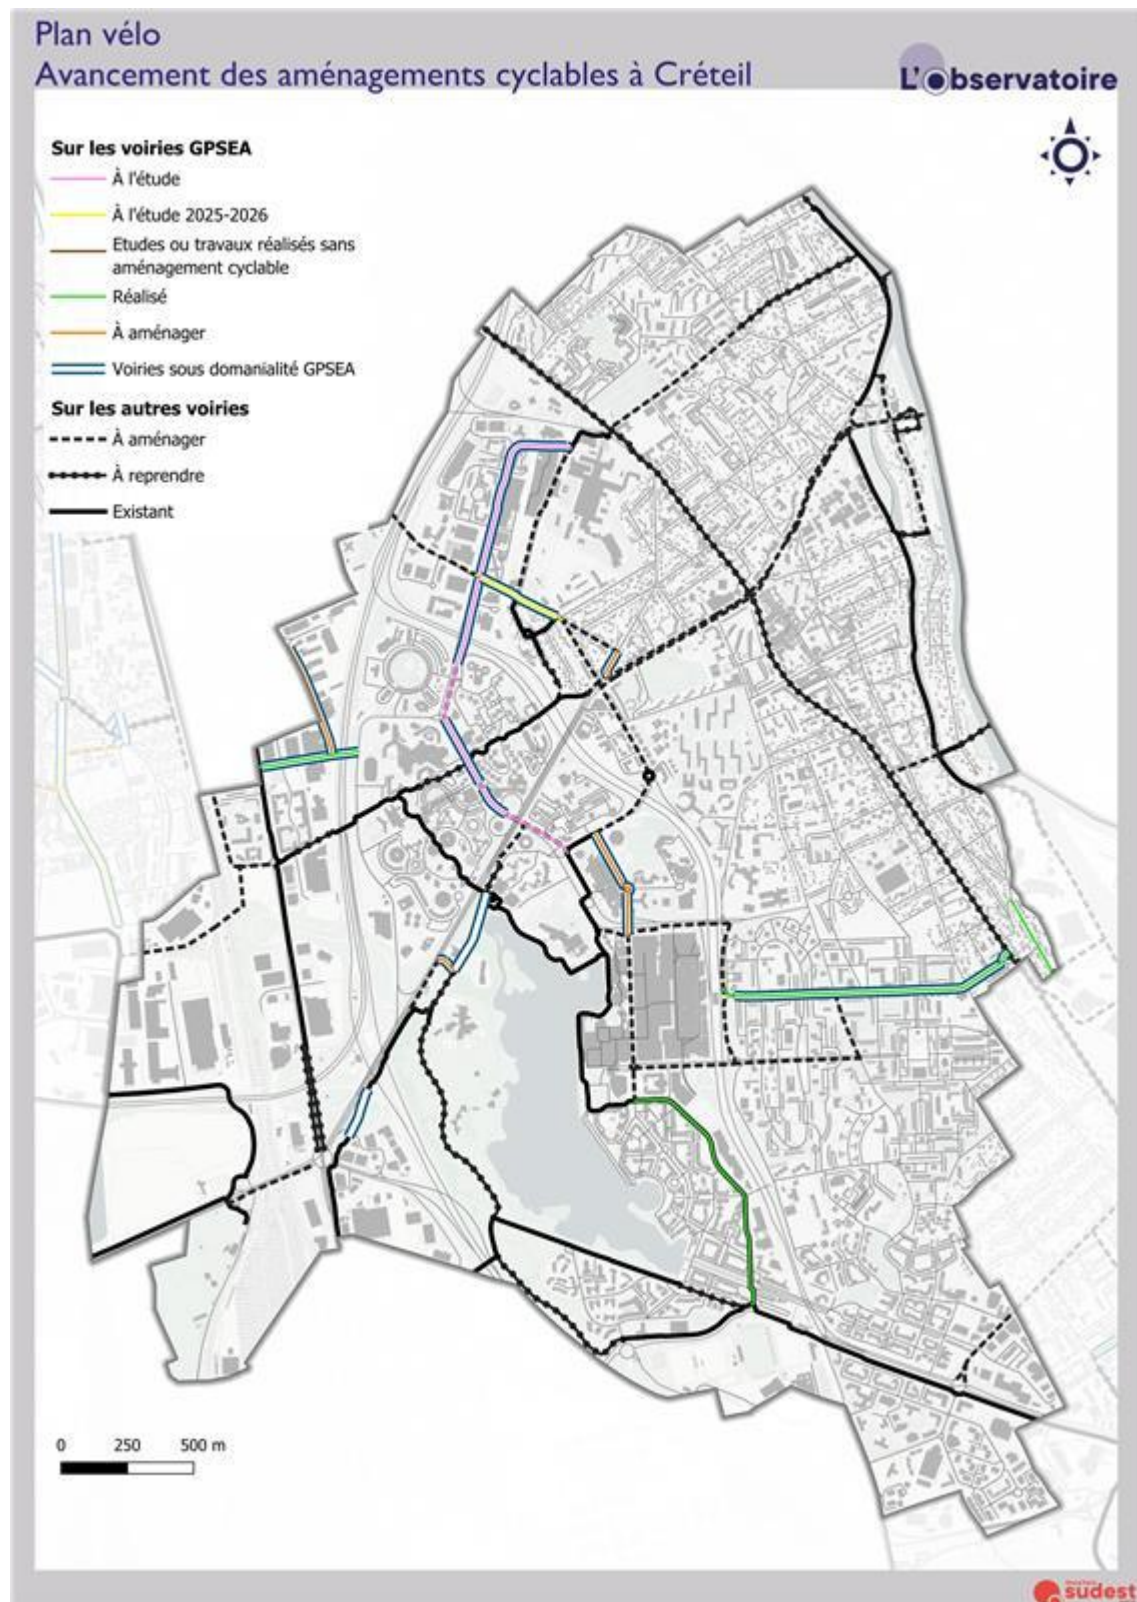 Plan vélo
Avancement des aménagements cyclables à Créteil
L'Observatoire
Sur les voiries GPSEA
À l'étude
À l'étude 2025-2026
Etudes ou travaux réalisés sans
aménagement cyclable
Réalisé
À aménager
Voiries sous domanialité GPSEA
Sur les autres voiries
À aménager
À reprendre
Existant
0 250 500 m
sudest